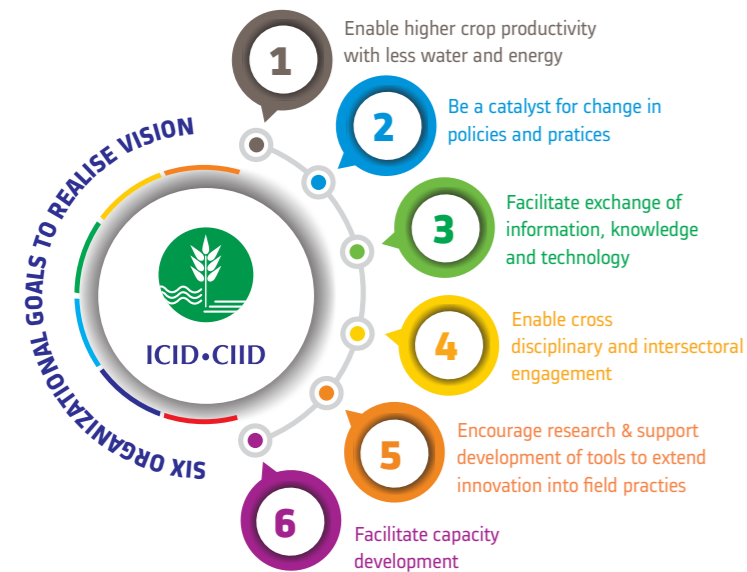 SIX ORGANIZATIONAL GOALS TO REALISE VISION
ICID•CIID
1
Enable higher crop productivity
with less water and energy
2
Be a catalyst for change in
policies and pratices
3
Facilitate exchange of
information, knowledge
and technology
4
Enable cross
disciplinary and intersectoral
engagement
5
Encourage research & support
development of tools to extend
innovation into field practies
6
Facilitate capacity
development